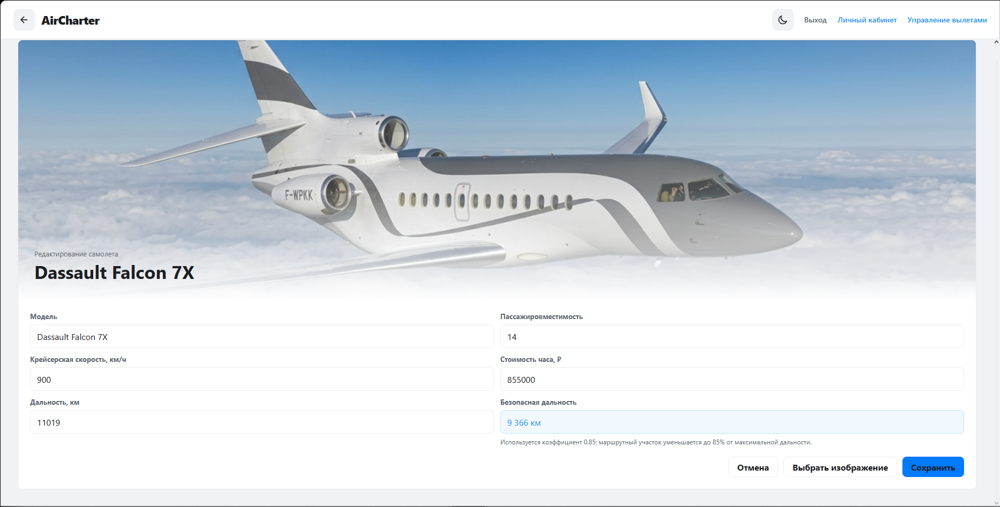 AirCharter
Выход
Личный кабинет
Управление вылетами
F-WPKK
Редактирование самолета
Dassault Falcon 7X
Модель
Пассажировместимость
Dassault Falcon 7X
14
Крейсерская скорость, км/ч
Стоимость часа, ₽
900
855000
Дальность, км
Безопасная дальность
11019
9 366 км
Используется коэффициент 0.85; маршрутный участок уменьшается до 85% от максимальной дальности.
Отмена
Выбрать изображение
Сохранить